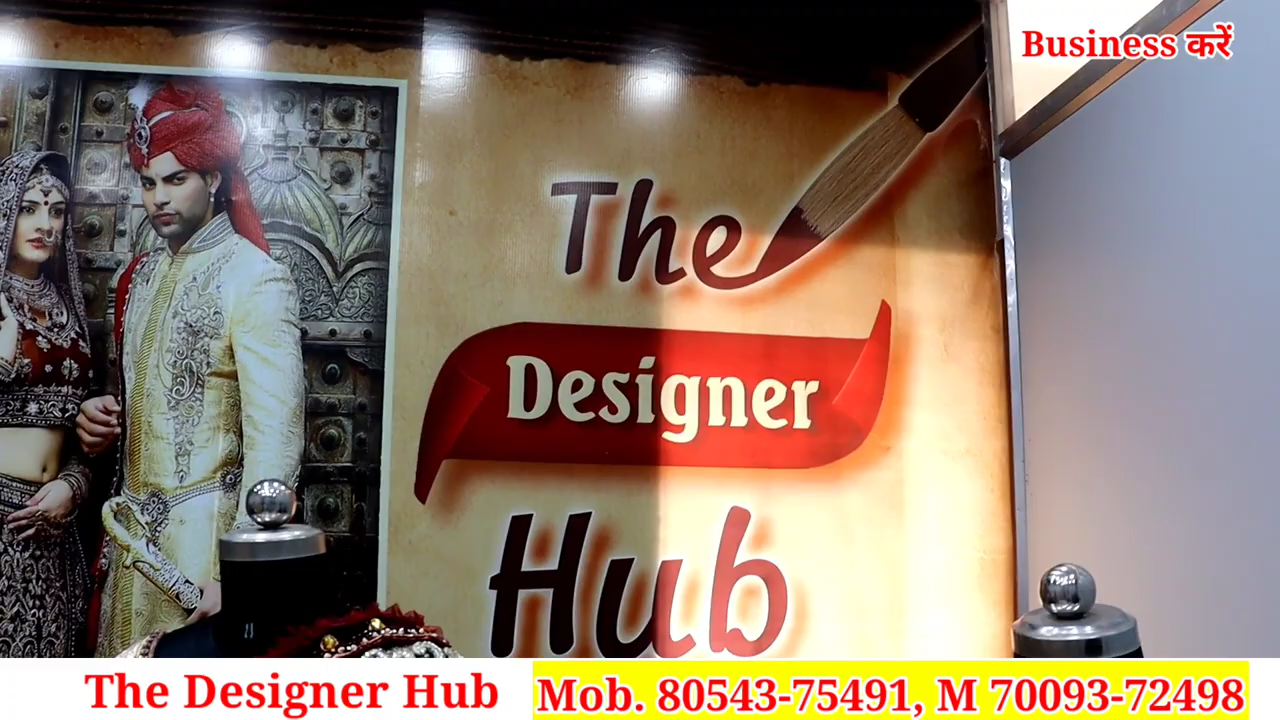 Business करें
The
Designer
Hub
The Designer Hub
Mob. 80543-75491, M 70093-72498